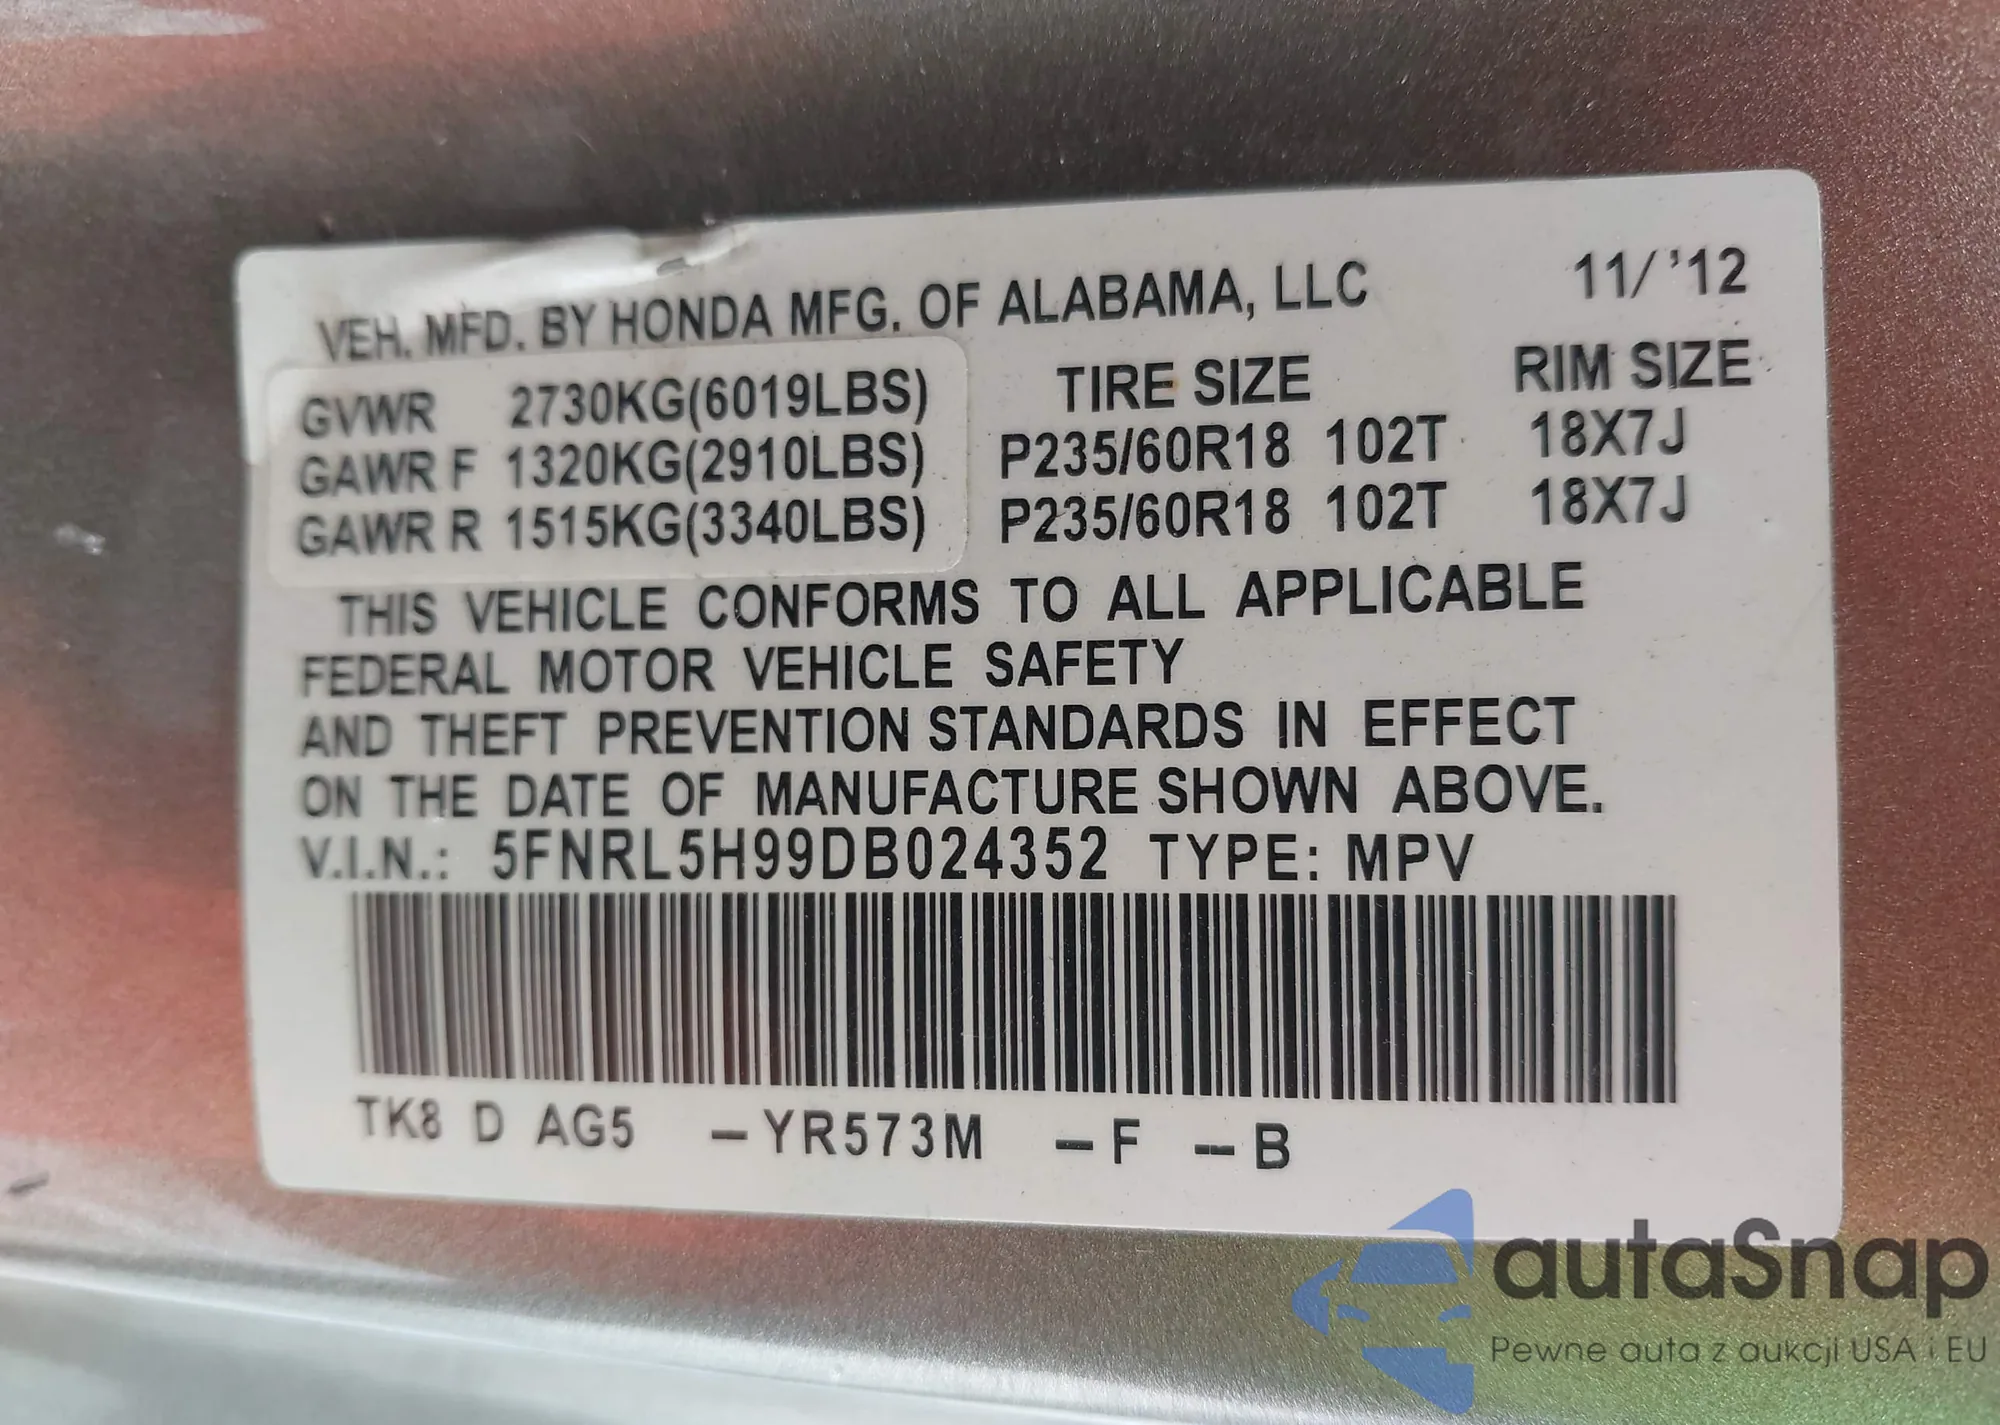 VEH. MFD. BY HONDA MFG. OF ALABAMA, LLC 11/'12
GVWR 2730KG(6019LBS) TIRE SIZE RIM SIZE
GAWR F 1320KG(2910LBS) P235/60R18 102T 18X7J
GAWR R 1515KG(3340LBS) P235/60R18 102T 18X7J
THIS VEHICLE CONFORMS TO ALL APPLICABLE
FEDERAL MOTOR VEHICLE SAFETY
AND THEFT PREVENTION STANDARDS IN EFFECT
ON THE DATE OF MANUFACTURE SHOWN ABOVE.
V.I.N.: 5FNRL5H99DB024352 TYPE: MPV
TK8 D AG5 –YR573M –F –B
autaSnap
Pewne auta z aukcji USA i EU